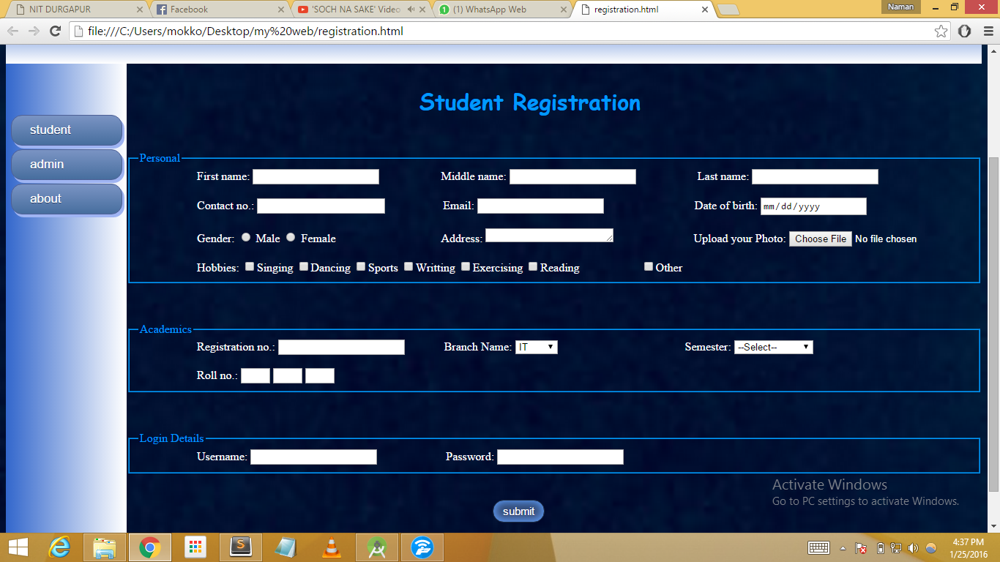 NIT DURGAPUR
Facebook
'SOCH NA SAKE' Video
(1) WhatsApp Web
registration.html
Naman
file:///C:/Users/mokko/Desktop/my%20web/registration.html
student
admin
about
Student Registration
Personal
First name: Middle name: Last name:
Contact no.: Email: Date of birth: mm/dd/yyyy
Gender: Male Female Address: Upload your Photo: Choose File No file chosen
Hobbies: Singing Dancing Sports Writting Exercising Reading Other
Academics
Registration no.: Branch Name: IT Semester: --Select--
Roll no.:
Login Details
Username: Password:
submit
Activate Windows
Go to PC settings to activate Windows.
4:37 PM
1/25/2016